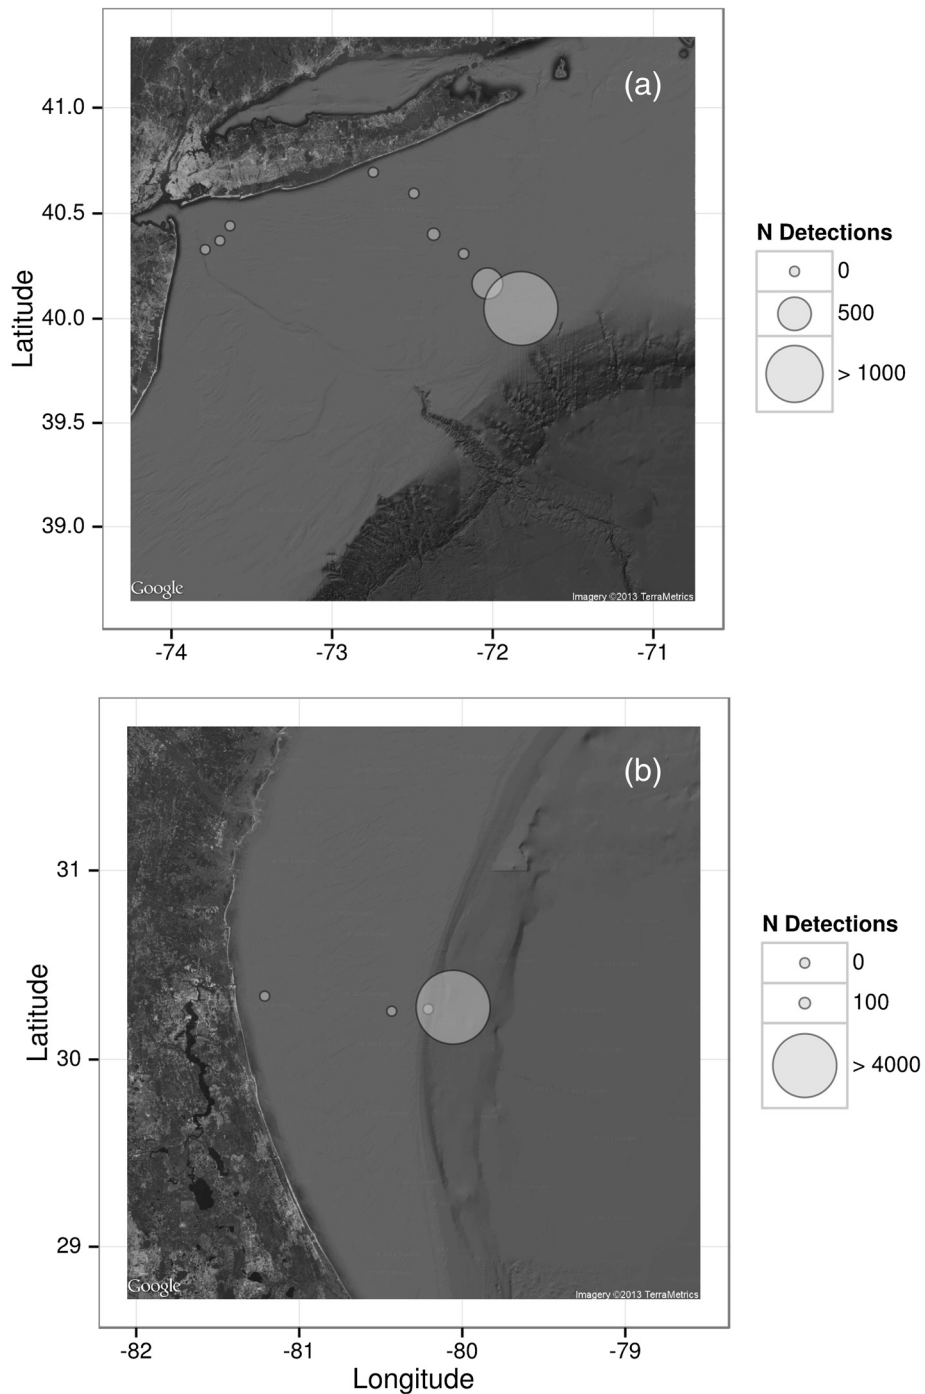 (a)
41.0
40.5
40.0
39.5
39.0
Latitude
-74
-73
-72
-71
Google
Imagery ©2013 TerraMetrics
N Detections
0
500
> 1000
(b)
31
30
29
Latitude
-82
-81
-80
-79
Longitude
Google
Imagery ©2013 TerraMetrics
N Detections
0
100
> 4000